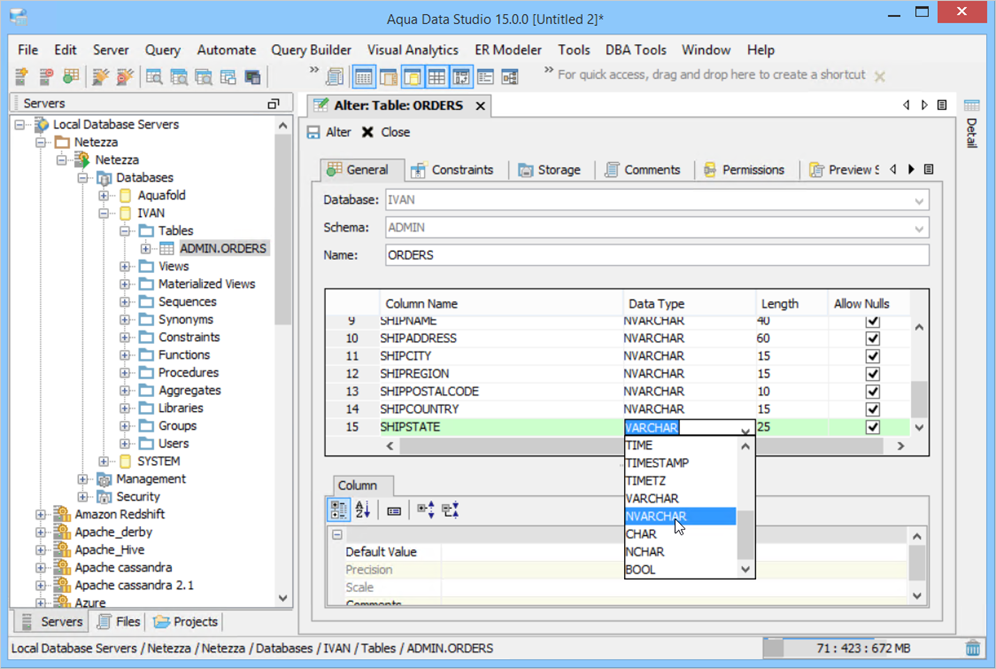 Aqua Data Studio 15.0.0 [Untitled 2]*
File Edit Server Query Automate Query Builder Visual Analytics ER Modeler Tools DBA Tools Window Help
For quick access, drag and drop here to create a shortcut
Servers
Local Database Servers
Netezza
Netezza
Databases
Aquafold
IVAN
Tables
ADMIN.ORDERS
Views
Materialized Views
Sequences
Synonyms
Constraints
Functions
Procedures
Aggregates
Libraries
Groups
Users
SYSTEM
Management
Security
Amazon Redshift
Apache_derby
Apache_Hive
Apache cassandra
Apache cassandra 2.1
Azure
Servers Files Projects
Alter: Table: ORDERS
Alter Close
General Constraints Storage Comments Permissions Preview S
Database: IVAN
Schema: ADMIN
Name: ORDERS
Column Name Data Type Length Allow Nulls
9 SHIPNAME NVARCHAR 40
10 SHIPADDRESS NVARCHAR 60
11 SHIPCITY NVARCHAR 15
12 SHIPREGION NVARCHAR 15
13 SHIPPOSTALCODE NVARCHAR 10
14 SHIPCOUNTRY NVARCHAR 15
15 SHIPSTATE VARCHAR 25
TIME
TIMESTAMP
TIMETZ
VARCHAR
NVARCHAR
CHAR
NCHAR
BOOL
Column
Default Value
Precision
Scale
Comments
Detail
Local Database Servers / Netezza / Netezza / Databases / IVAN / Tables / ADMIN.ORDERS
71 : 423 : 672 MB